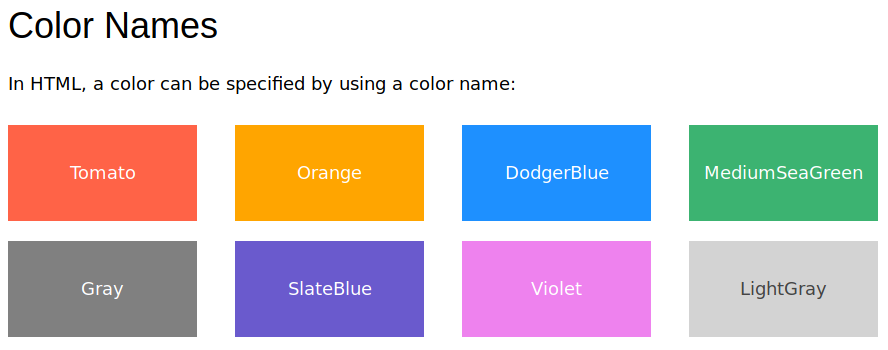 Color Names
In HTML, a color can be specified by using a color name:
Tomato
Orange
DodgerBlue
MediumSeaGreen
Gray
SlateBlue
Violet
LightGray